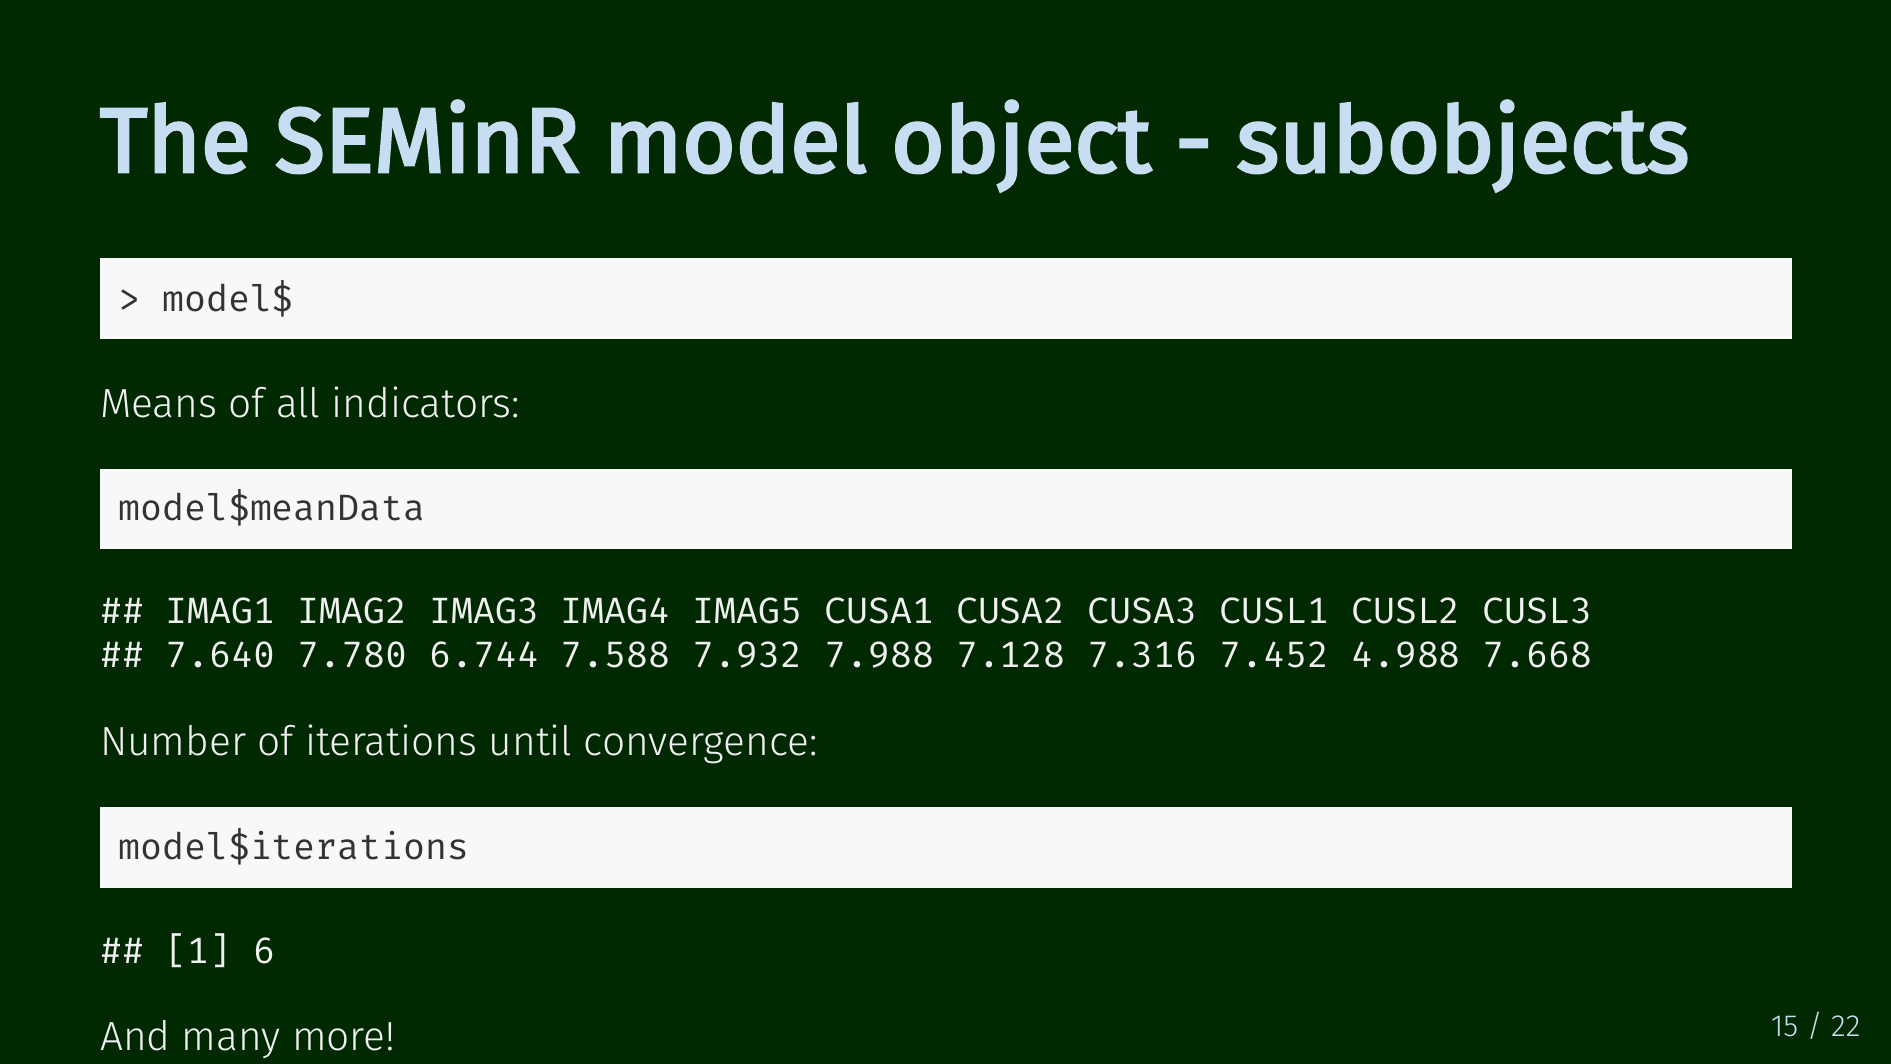 The SEMinR model object - subobjects
> model$
Means of all indicators:
model$meanData
## IMAG1 IMAG2 IMAG3 IMAG4 IMAG5 CUSA1 CUSA2 CUSA3 CUSL1 CUSL2 CUSL3
## 7.640 7.780 6.744 7.588 7.932 7.988 7.128 7.316 7.452 4.988 7.668
Number of iterations until convergence:
model$iterations
## [1] 6
And many more!
15 / 22